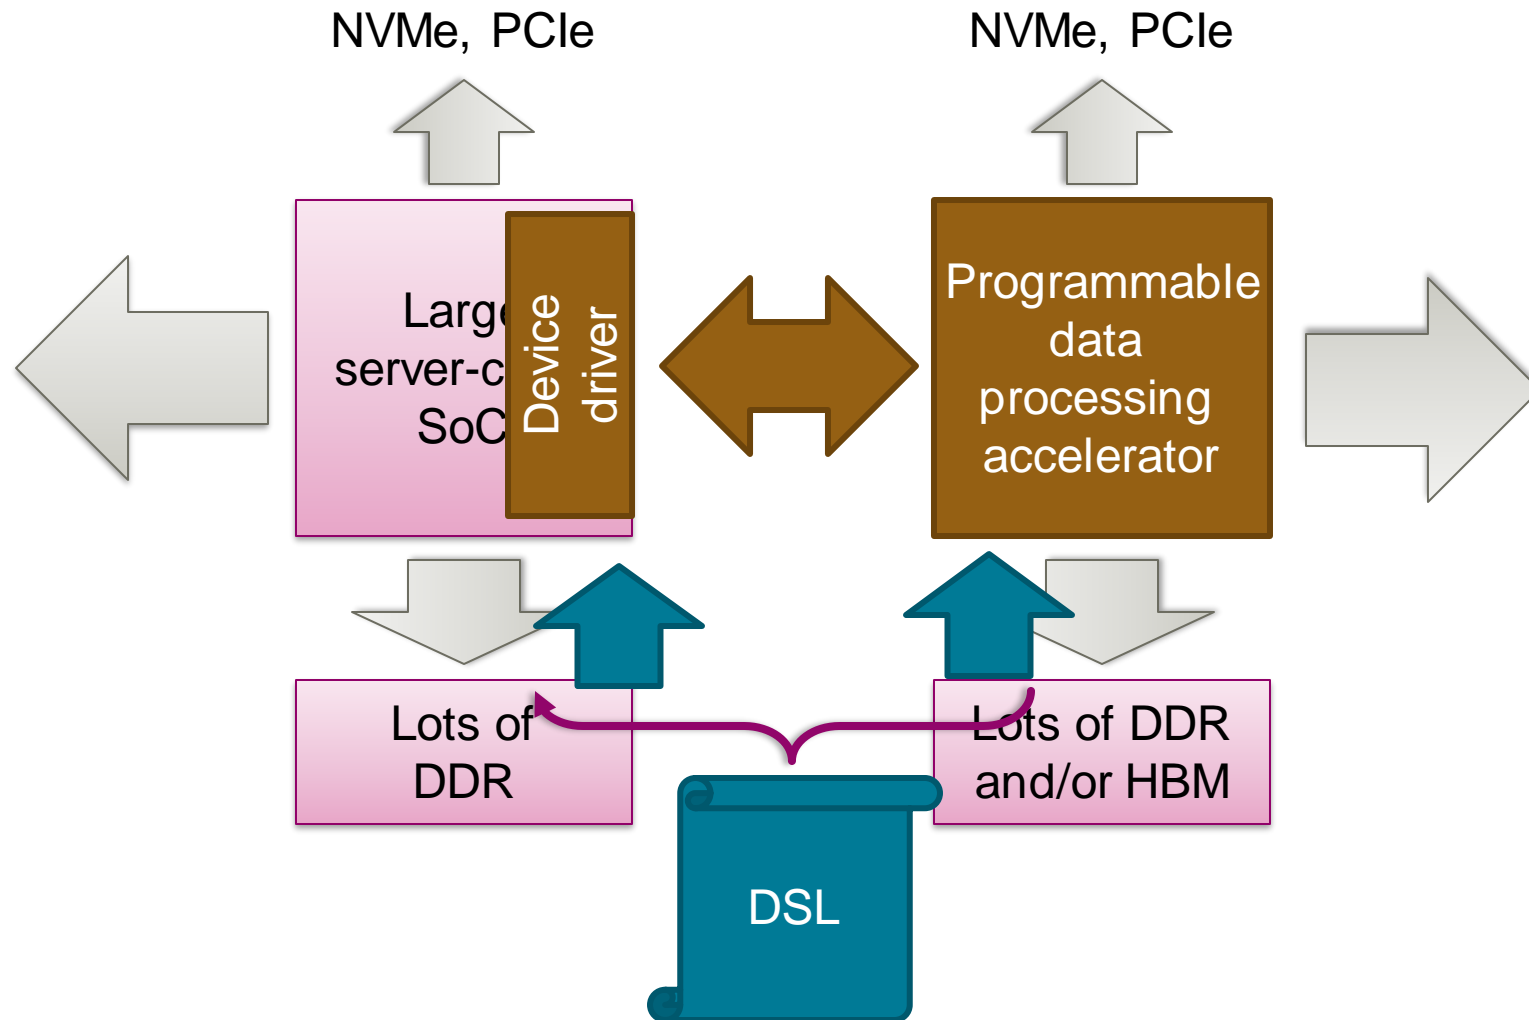 NVMe, PCIe
NVMe, PCIe
Large
server-c
SoC
Device
driver
Programmable
data
processing
accelerator
Lots of
DDR
Lots of DDR
and/or HBM
DSL